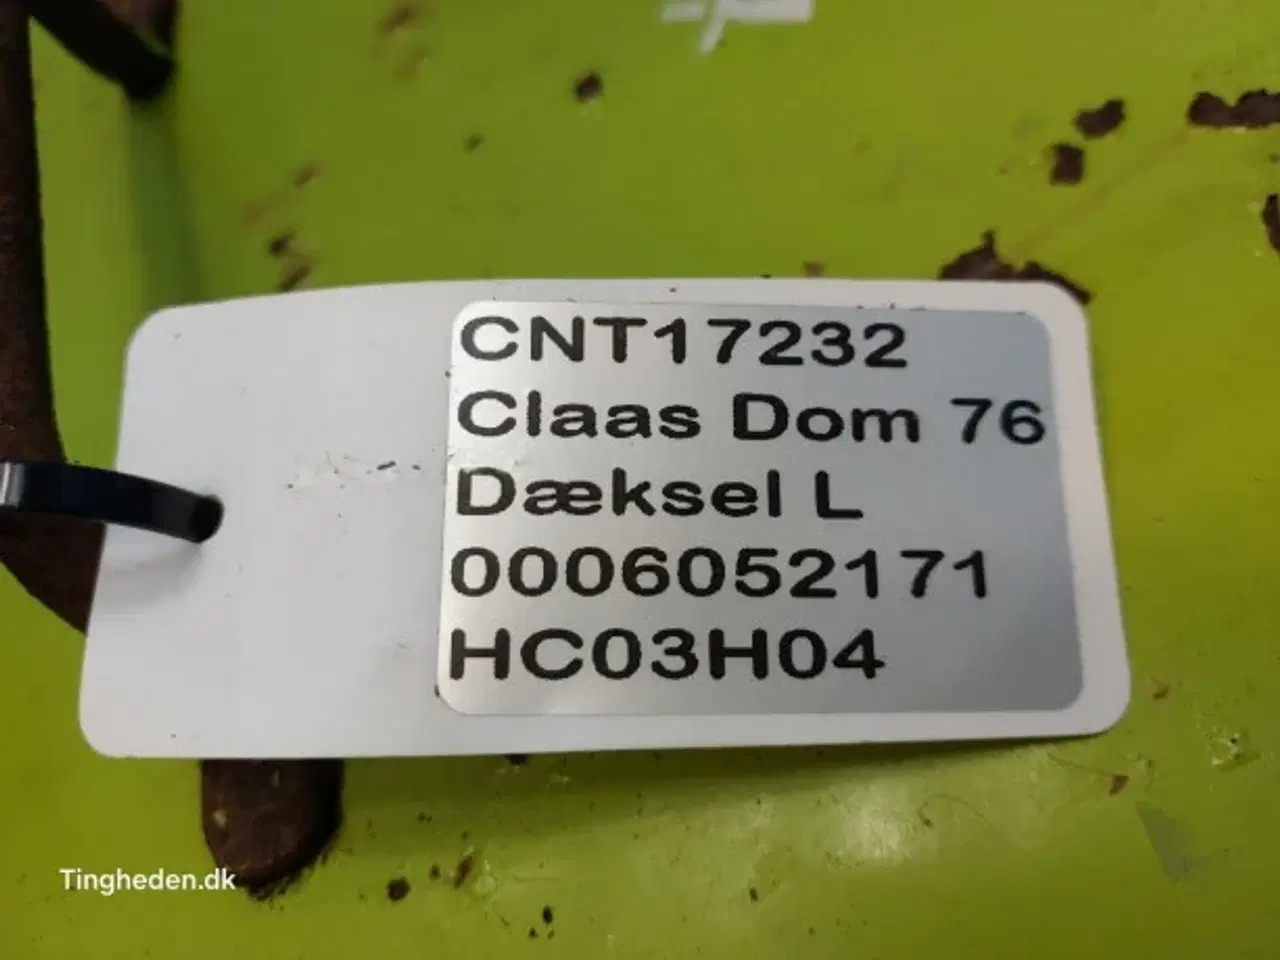 CNT17232
Claas Dom 76
Dæksel L
0006052171
HC03H04
Tingheden.dk